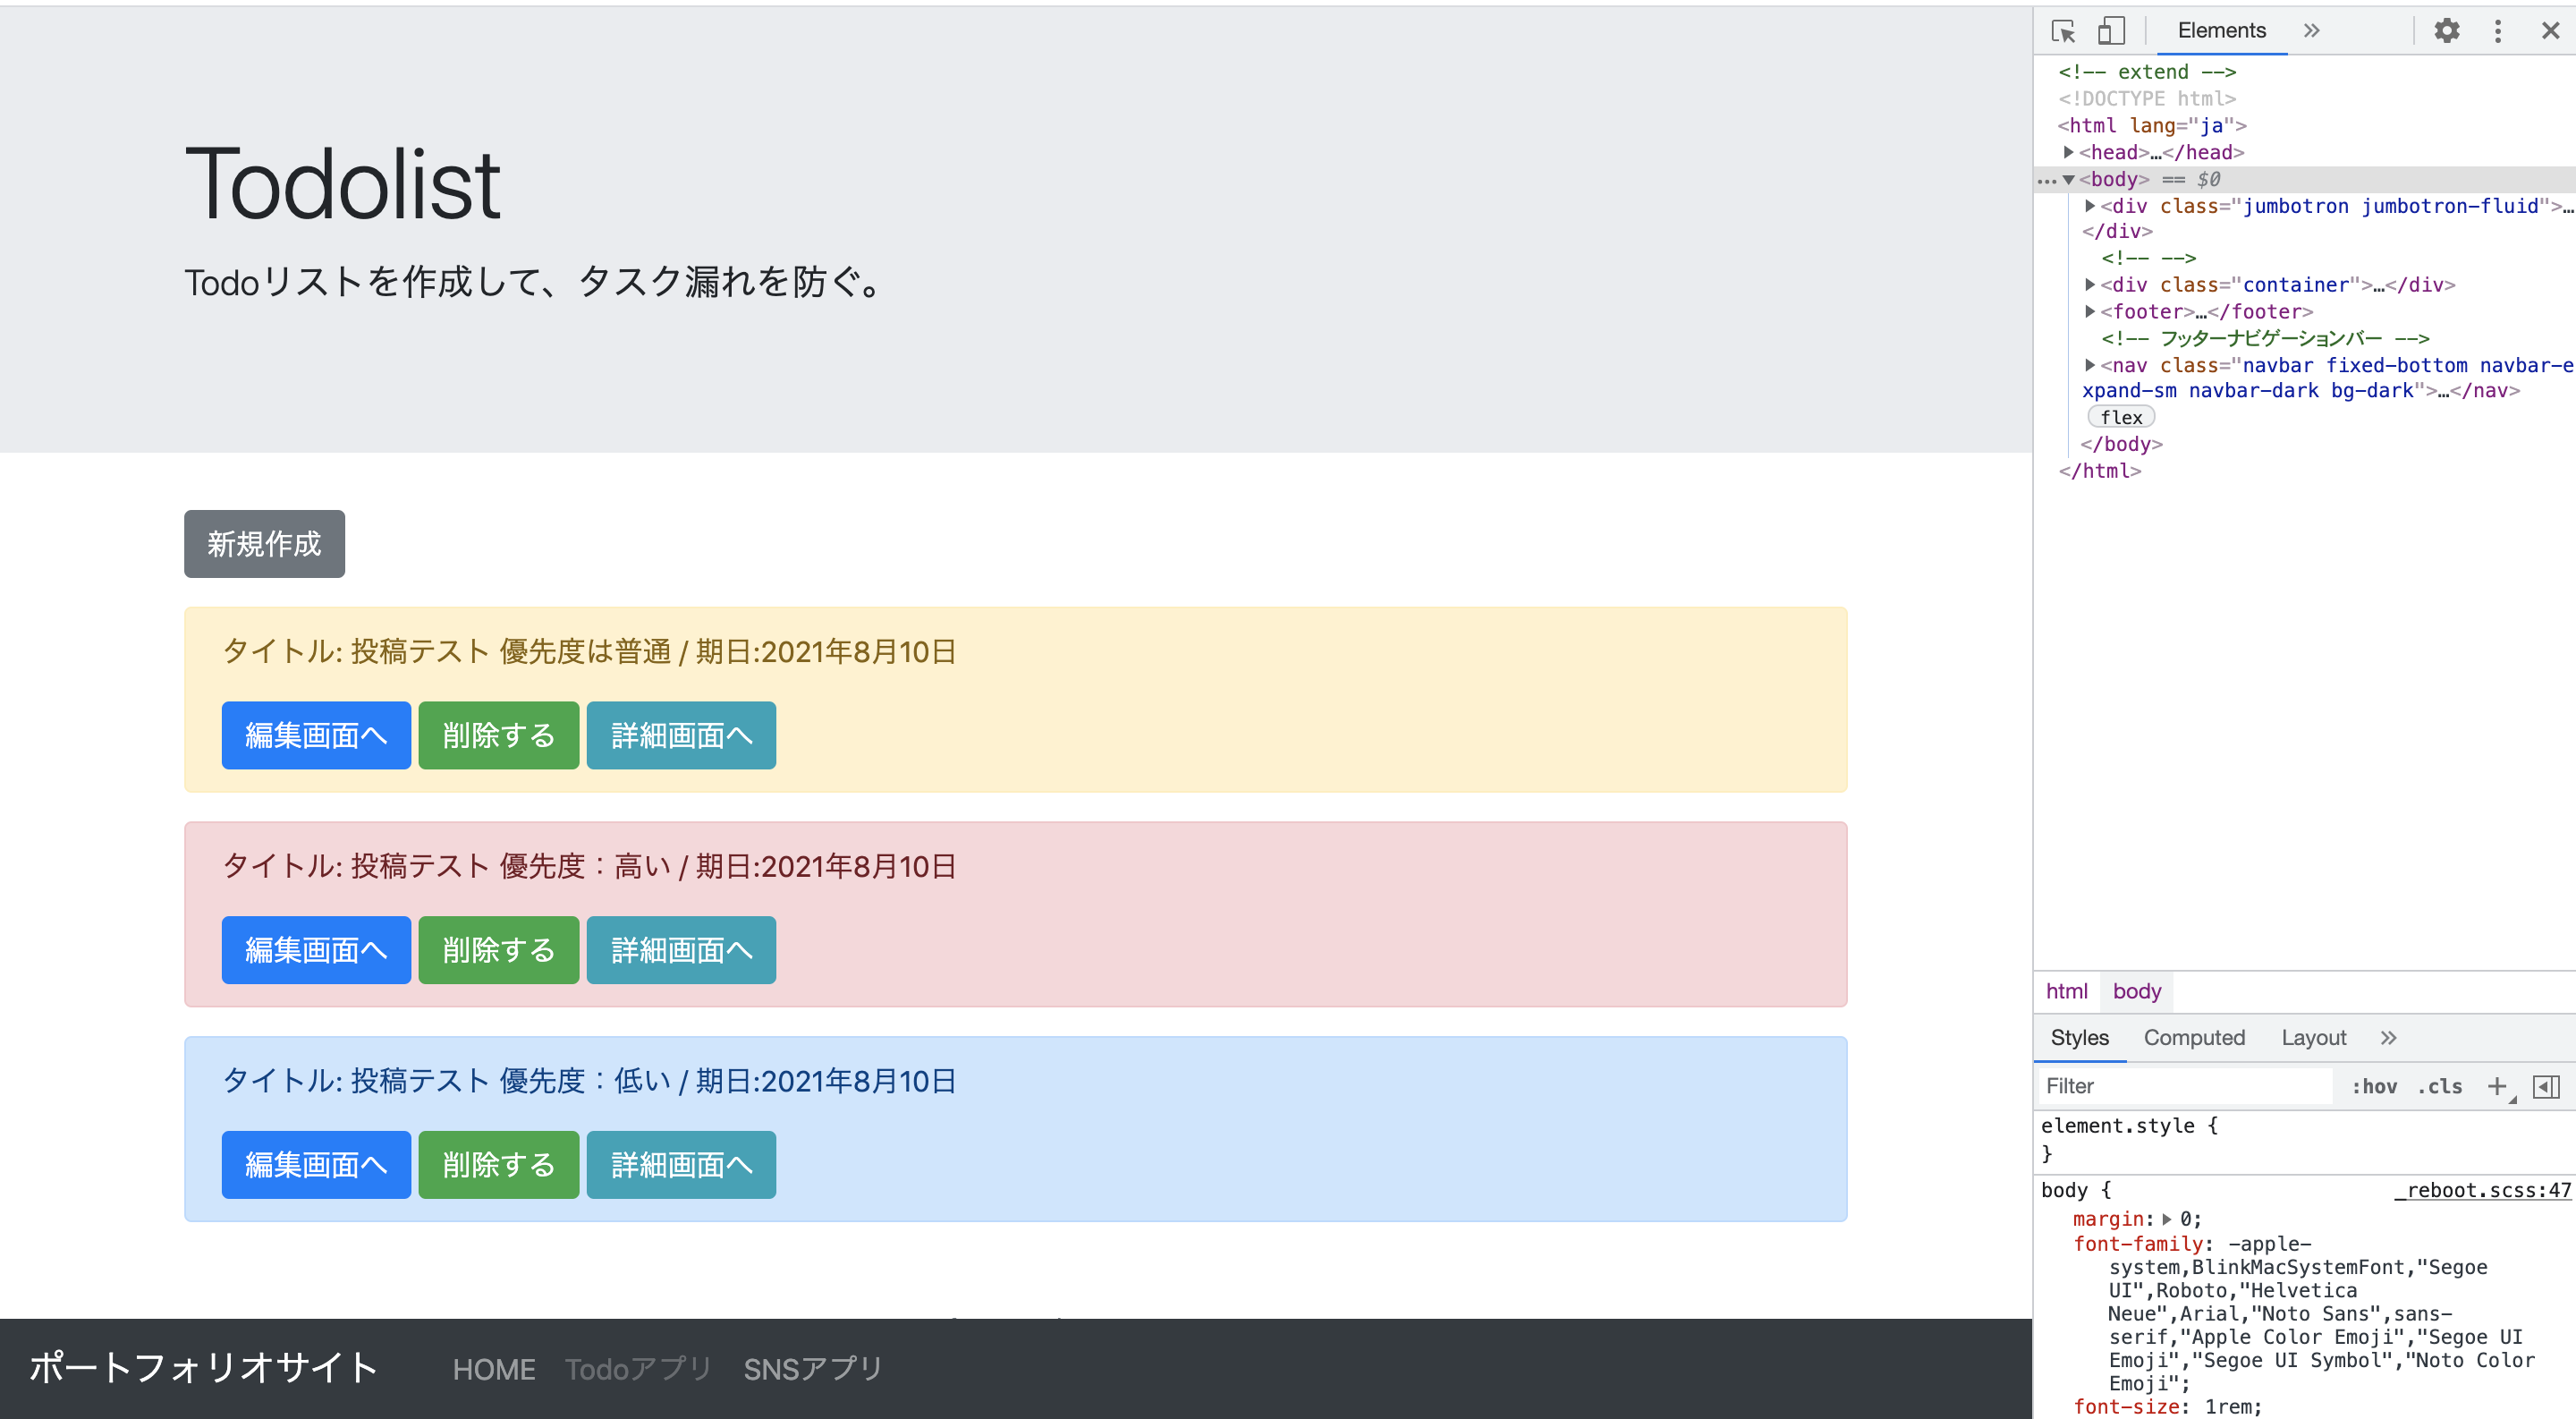 Todolist
Todoリストを作成して、タスク漏れを防ぐ。
新規作成
タイトル: 投稿テスト 優先度は普通 / 期日:2021年8月10日
編集画面へ 削除する 詳細画面へ
タイトル: 投稿テスト 優先度：高い / 期日:2021年8月10日
編集画面へ 削除する 詳細画面へ
タイトル: 投稿テスト 優先度：低い / 期日:2021年8月10日
編集画面へ 削除する 詳細画面へ
ポートフォリオサイト HOME Todoアプリ SNSアプリ
Elements »
<!-- extend -->
<!DOCTYPE html>
<html lang="ja">
<head>…</head>
<body> == $0
<div class="jumbotron jumbotron-fluid">…
</div>
<!-- -->
<div class="container">…</div>
<footer>…</footer>
<!-- フッターナビゲーションバー -->
<nav class="navbar fixed-bottom navbar-e
xpand-sm navbar-dark bg-dark">…</nav>
flex
</body>
</html>
html body
Styles Computed Layout »
Filter :hov .cls +
element.style {
}
body { _reboot.scss:47
margin: 0;
font-family: -apple-
system,BlinkMacSystemFont,"Segoe
UI",Roboto,"Helvetica
Neue",Arial,"Noto Sans",sans-
serif,"Apple Color Emoji","Segoe UI
Emoji","Segoe UI Symbol","Noto Color
Emoji";
font-size: 1rem;